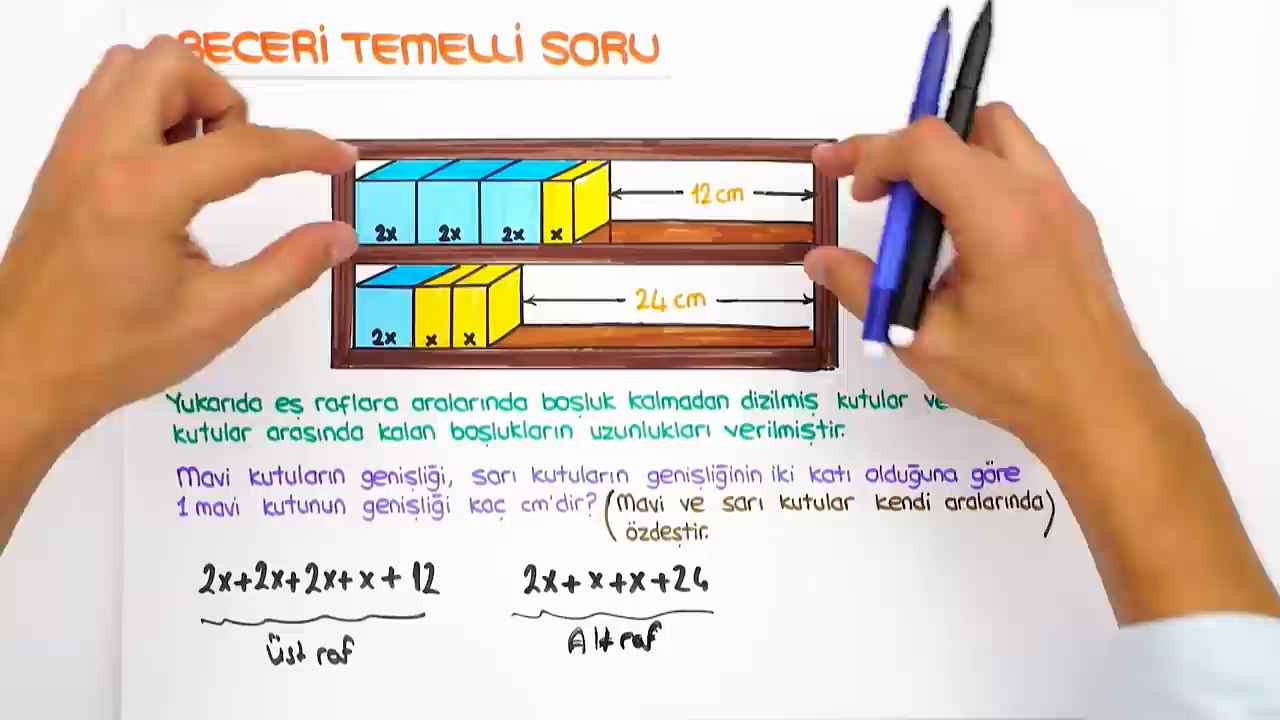 BECERİ TEMELLİ SORU
2x 2x 2x x 12 cm
2x x x 24 cm
Yukarıda eş raflara aralarında boşluk kalmadan dizilmiş kutular
kutular arasında kalan boşlukların uzunlukları verilmiştir.
Mavi kutuların genişliği, sarı kutuların genişliğinin iki katı olduğuna göre
1 mavi kutunun genişliği kaç cm'dir? (Mavi ve sarı kutular kendi aralarında
özdeştir.)
2x+2x+2x+x+12 2x+x+x+24
Üst raf Alt raf